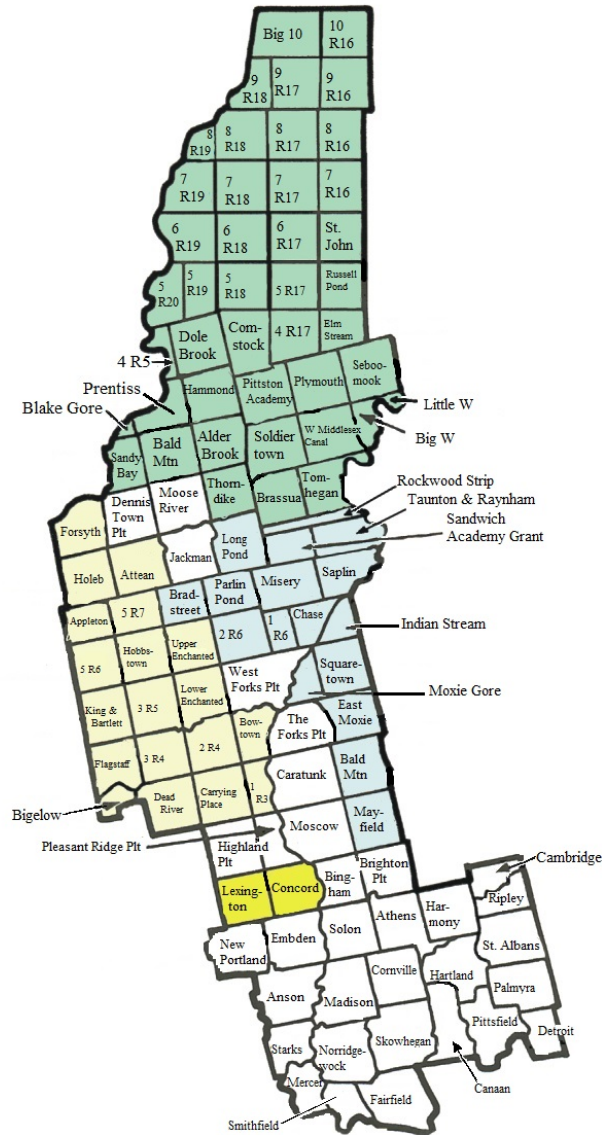 Big 10
10
R16
9
R18
9
R17
9
R16
8
R19
8
R18
8
R17
8
R16
7
R19
7
R18
7
R17
7
R16
6
R19
6
R18
6
R17
St.
John
5
R20
5
R19
5
R18
5 R17
Russell
Pond
4 R5
Dole
Brook
Com-
stock
4 R17
Elm
Stream
Prentiss
Hammond
Pittston
Academy
Plymouth
Seboo-
mook
Little W
Blake Gore
Big W
Sandy
Bay
Bald
Mtn
Alder
Brook
Soldier
town
W Middlesex
Canal
Dennis
Town
Plt
Moose
River
Thorn-
dike
Brassua
Tom-
hegan
Rockwood Strip
Taunton & Raynham
Sandwich
Academy Grant
Forsyth
Jackman
Long
Pond
Holeb
Attean
Brad-
street
Parlin
Pond
Misery
Saplin
Appleton
5 R7
2 R6
1
R6
Chase
Indian Stream
5 R6
Hobbs-
town
Upper
Enchanted
West
Forks Plt
Square-
town
Moxie Gore
King &
Bartlett
3 R5
Lower
Enchanted
Bow-
town
The
Forks Plt
East
Moxie
Flagstaff
3 R4
2 R4
Caratunk
Bald
Mtn
Bigelow
Dead
River
Carrying
Place
1
R3
May-
field
Pleasant Ridge Plt
Highland
Plt
Moscow
Lexing-
ton
Concord
Bing-
ham
Brighton
Plt
Cambridge
Ripley
New
Portland
Embden
Solon
Athens
Har-
mony
St. Albans
Anson
Madison
Cornville
Hartland
Palmyra
Starks
Norridge-
wock
Skowhegan
Pittsfield
Detroit
Mercer
Canaan
Smithfield
Fairfield